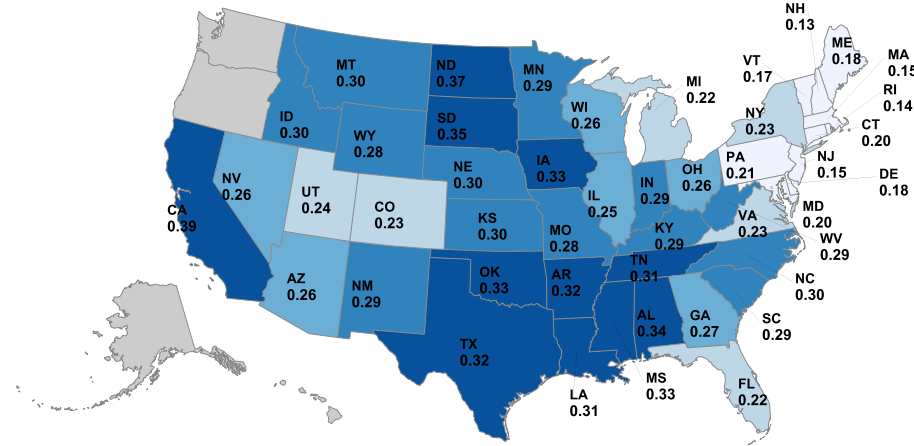 NH
0.13
ME
0.18
MA
0.15
VT
0.17
RI
0.14
MT
0.30
ND
0.37
MN
0.29
MI
0.22
NY
0.23
CT
0.20
ID
0.30
WY
0.28
SD
0.35
WI
0.26
PA
0.21
NJ
0.15
DE
0.18
NV
0.26
UT
0.24
CO
0.23
NE
0.30
IA
0.33
IL
0.25
IN
0.29
OH
0.26
MD
0.20
CA
0.39
KS
0.30
MO
0.28
KY
0.29
VA
0.23
WV
0.29
AZ
0.26
NM
0.29
OK
0.33
AR
0.32
TN
0.31
NC
0.30
TX
0.32
AL
0.34
GA
0.27
SC
0.29
LA
0.31
MS
0.33
FL
0.22